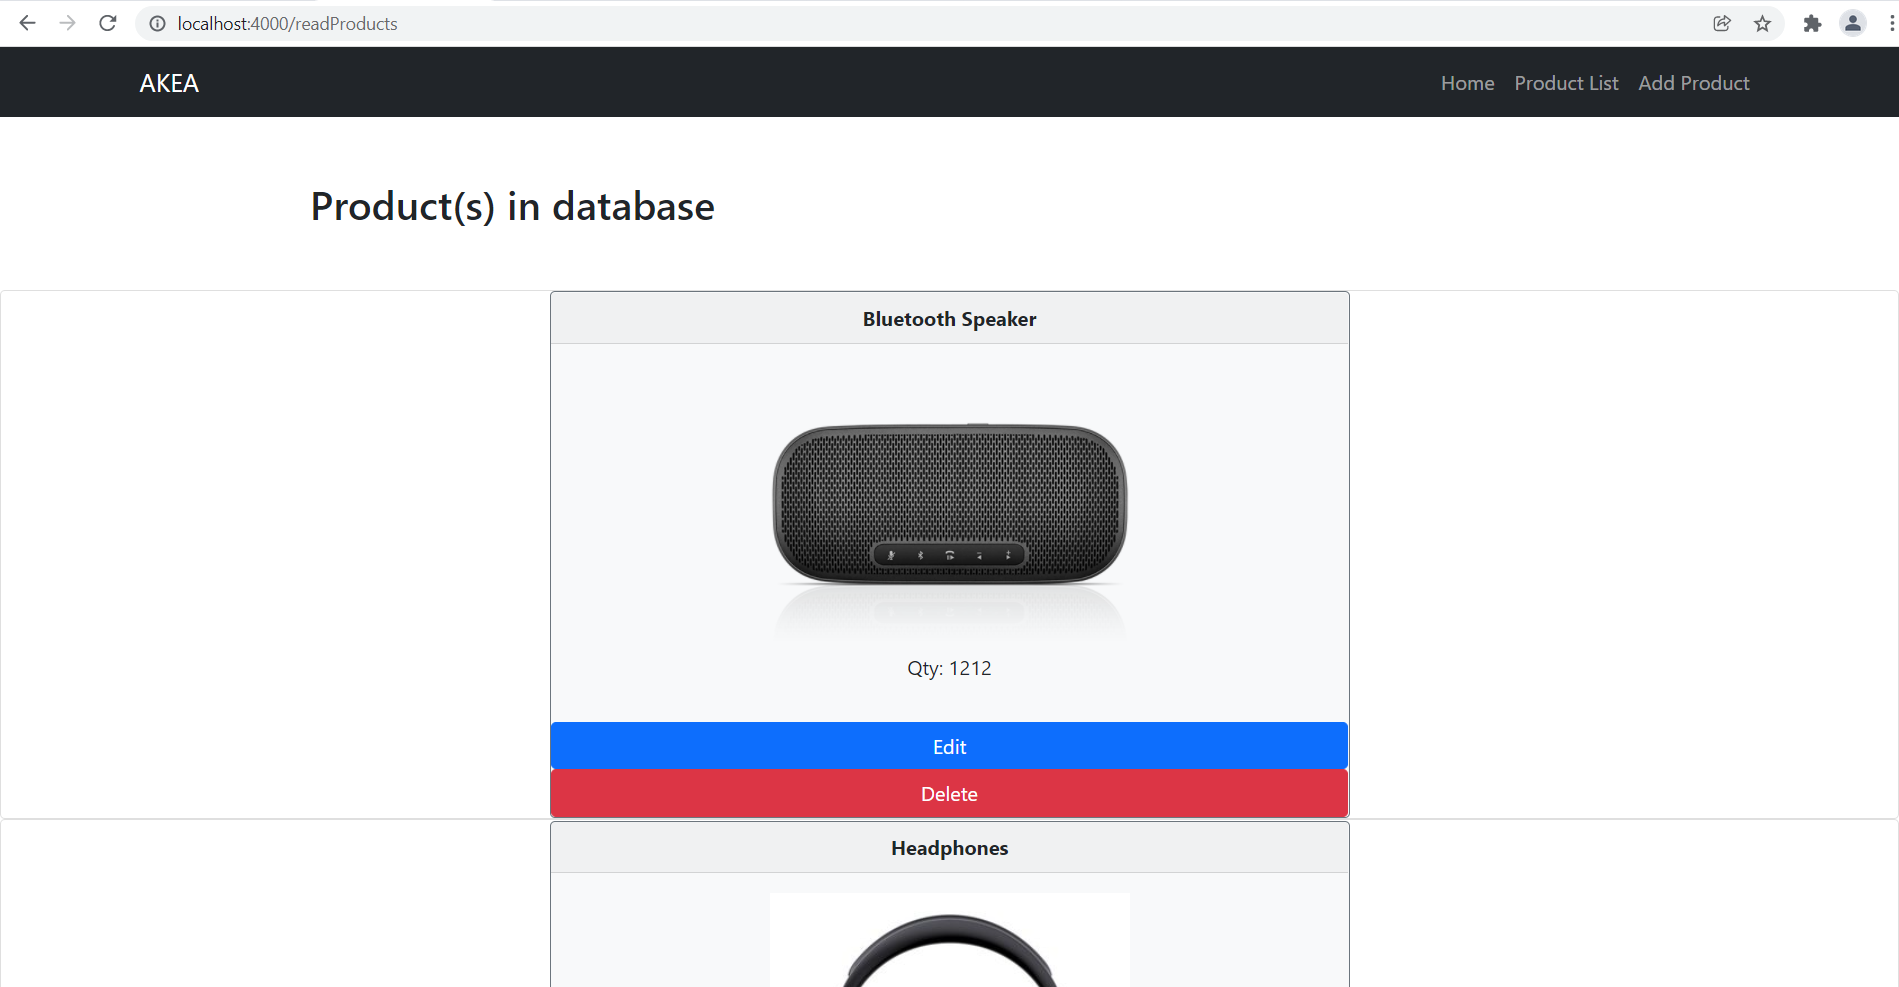 localhost:4000/readProducts
AKEA
Home Product List Add Product
Product(s) in database
Bluetooth Speaker
Qty: 1212
Edit
Delete
Headphones